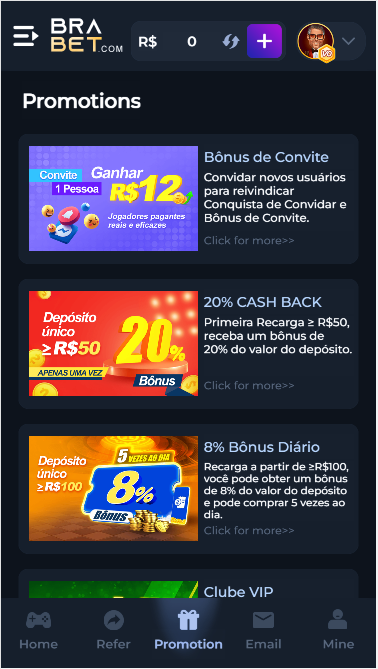 BRA
BET.COM
R$ 0
V0
Promotions
Convite
1 Pessoa
Ganhar
R$12
Jogadores pagantes
reais e eficazes
Bônus de Convite
Convidar novos usuários
para reivindicar
Conquista de Convidar e
Bônus de Convite.
Click for more>>
Depósito
único
≥R$50
APENAS UMA VEZ
20%
Bônus
20% CASH BACK
Primeira Recarga ≥ R$50,
receba um bônus de
20% do valor do depósito.
Click for more>>
Depósito
único
≥R$100
5 VEZES AO DIA
8%
Bônus
8% Bônus Diário
Recarga a partir de ≥R$100,
você pode obter um bônus
de 8% do valor do depósito
e pode comprar 5 vezes ao
dia.
Click for more>>
Clube VIP
Home
Refer
Promotion
Email
Mine